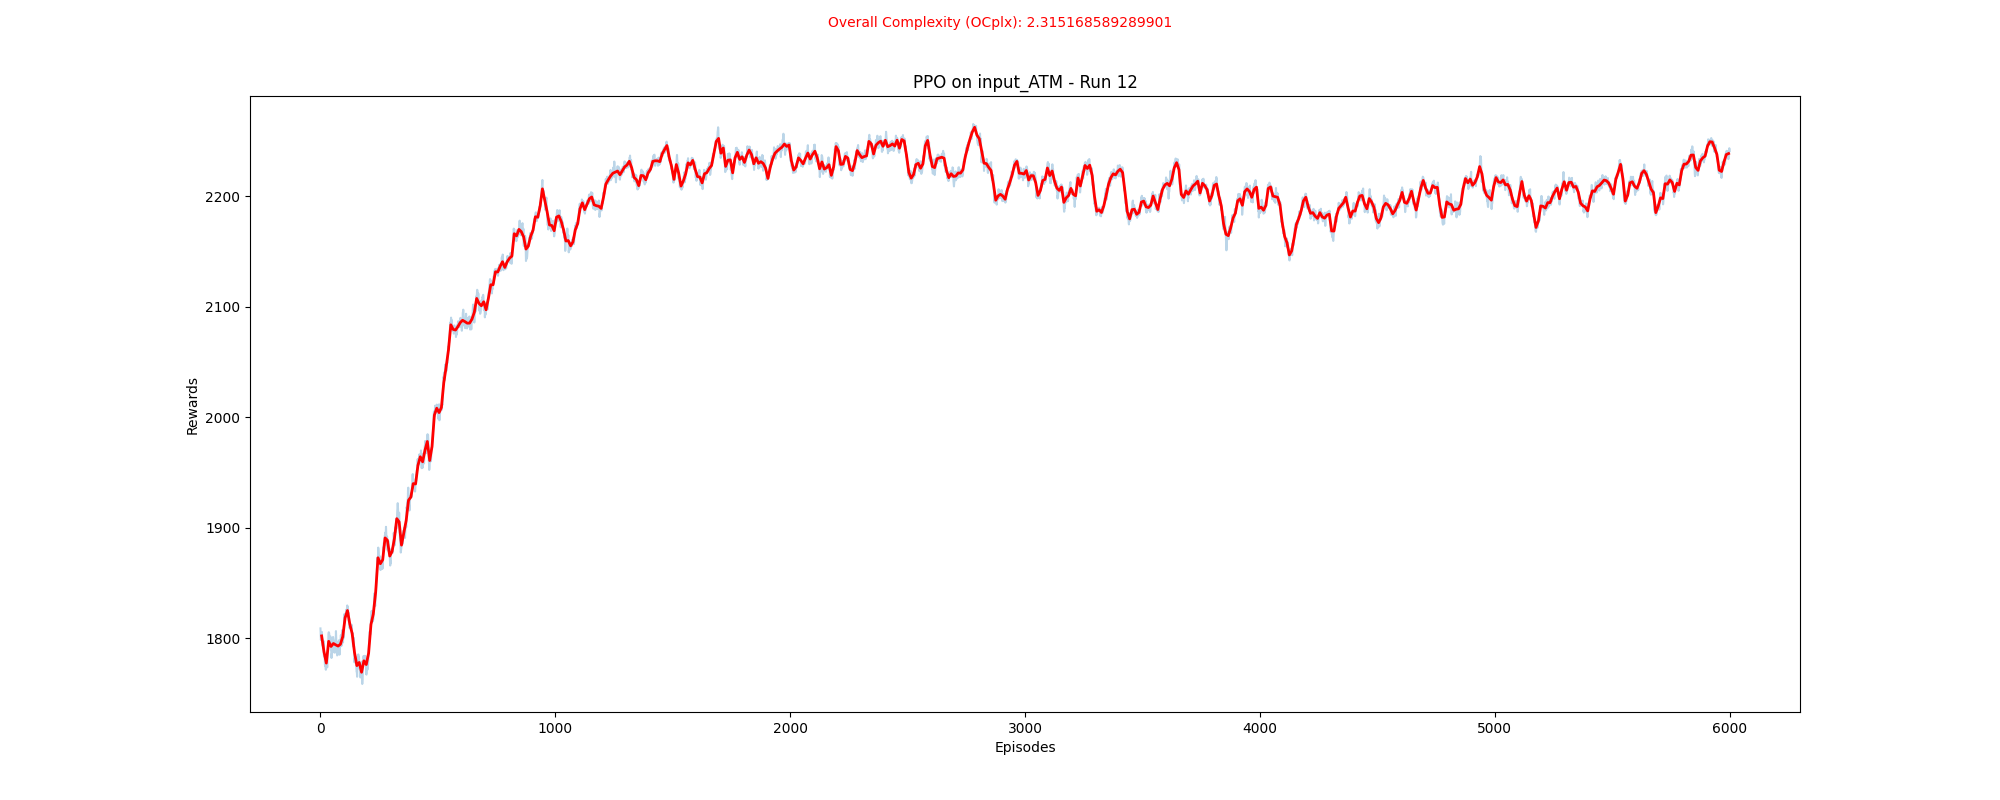 Overall Complexity (OCplx): 2.315168589289901
PPO on input_ATM - Run 12
Rewards
2200
2100
2000
1900
1800
0 1000 2000 3000 4000 5000 6000
Episodes